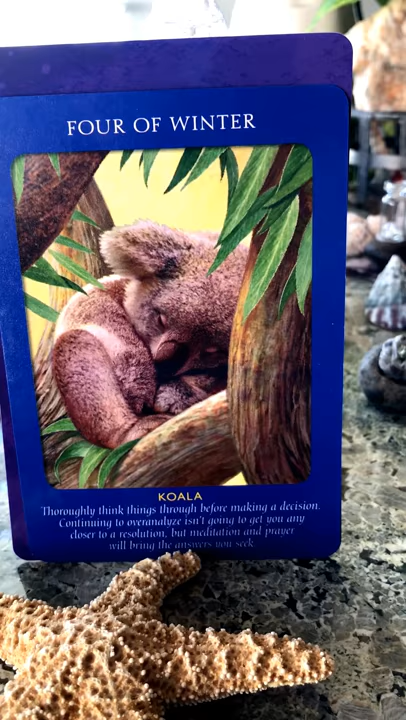 FOUR OF WINTER
KOALA
Thoroughly think things through before making a decision.
Continuing to overanalyze isn't going to get you any
closer to a resolution, but meditation and prayer
will bring the answers you seek.